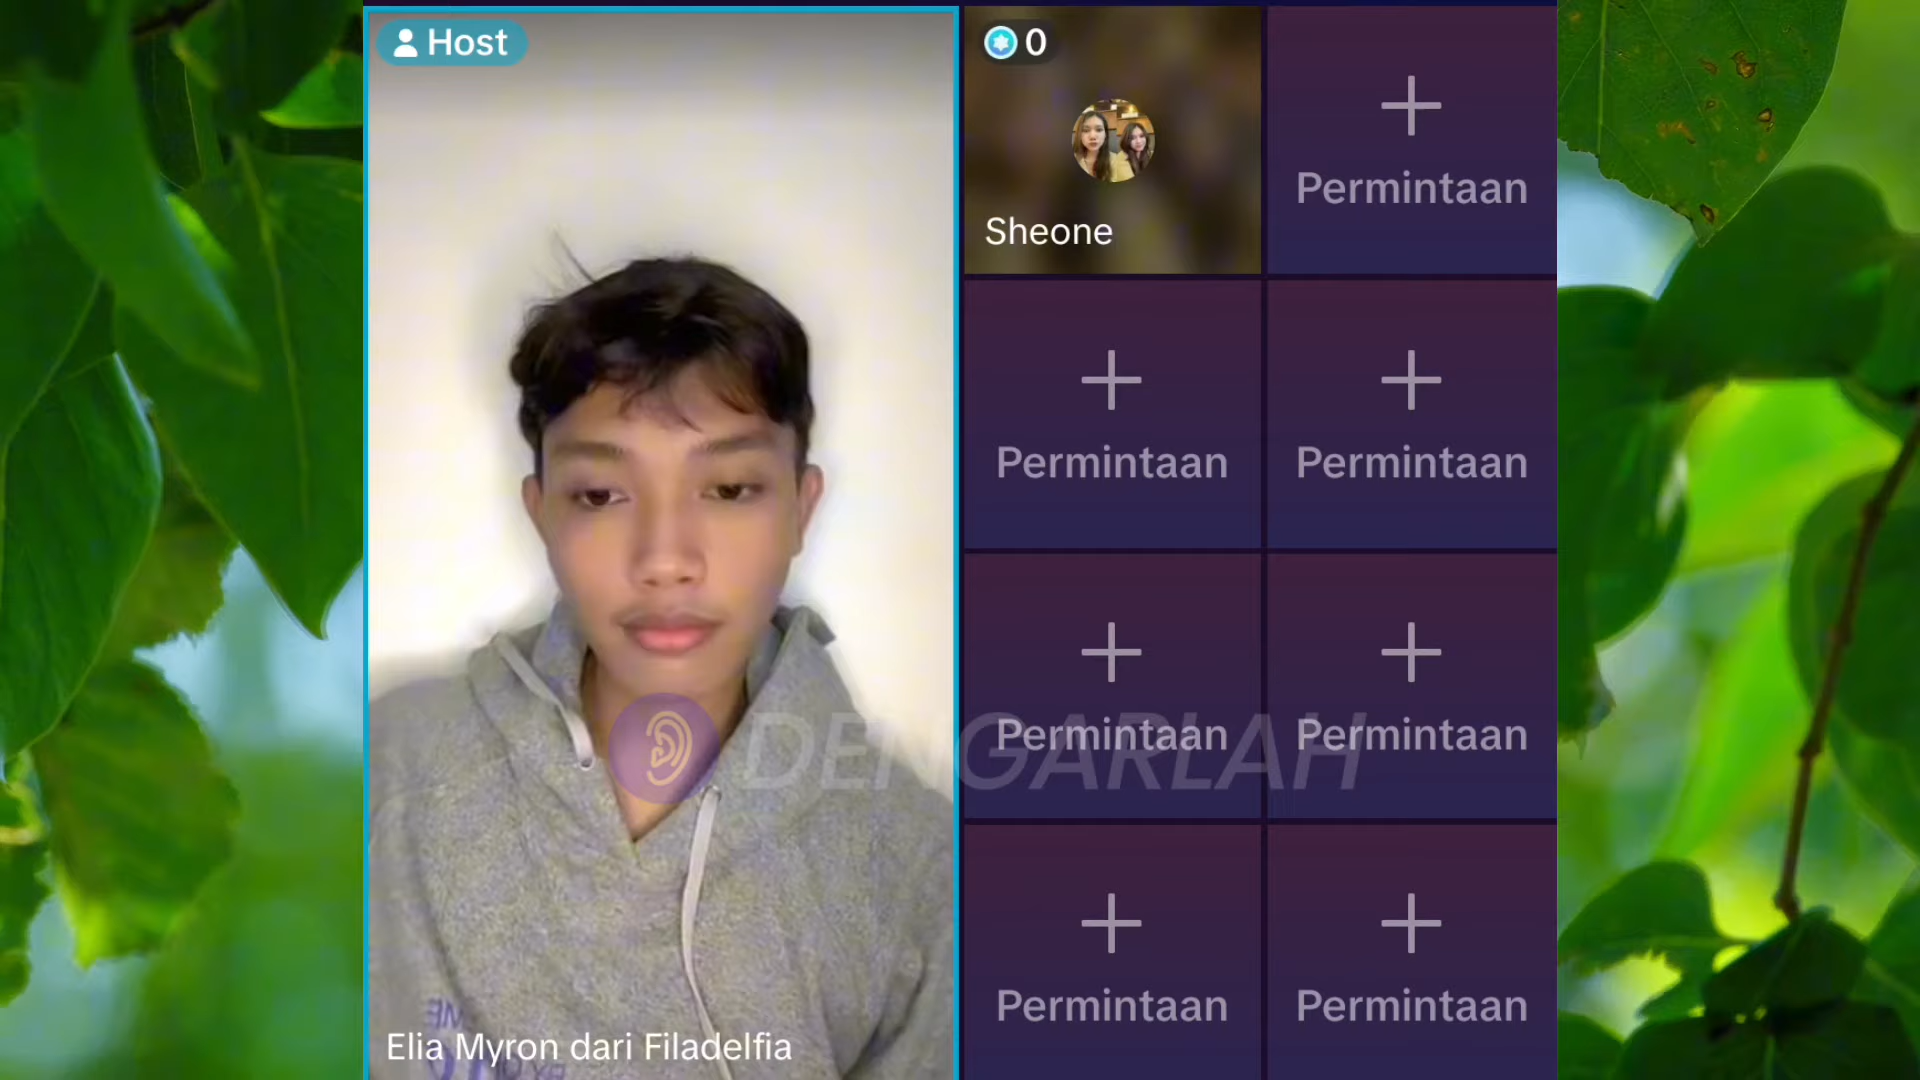 Host
Elia Myron dari Filadelfia
0
Sheone
Permintaan
Permintaan
Permintaan
Permintaan
Permintaan
Permintaan
Permintaan
DENGARLAH